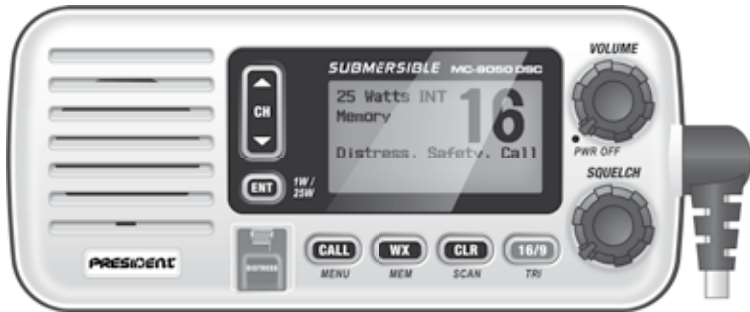 VOLUME
SUBMERSIBLE MC-8050 DSC
25 Watts INT 16
Memory
CH
Distress. Safety. Call
PWR OFF
ENT 1W / 25W
SQUELCH
PRESIDENT
DISTRESS
CALL WX CLR 16/9
MENU MEM SCAN TRI